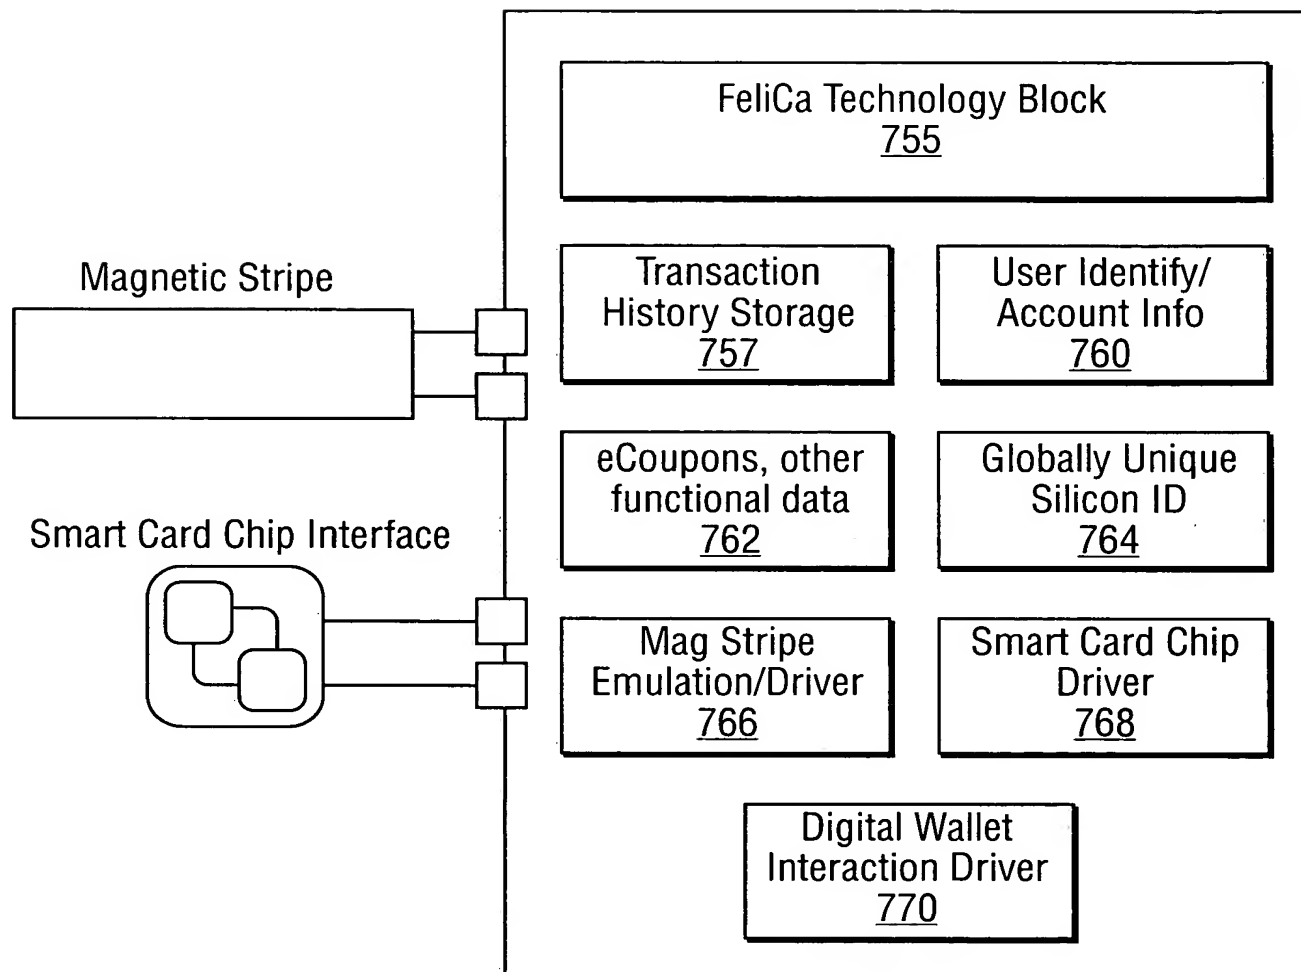 FeliCa Technology Block
755
Magnetic Stripe
Transaction
History Storage
757
User Identify/
Account Info
760
eCoupons, other
functional data
762
Globally Unique
Silicon ID
764
Smart Card Chip Interface
Mag Stripe
Emulation/Driver
766
Smart Card Chip
Driver
768
Digital Wallet
Interaction Driver
770